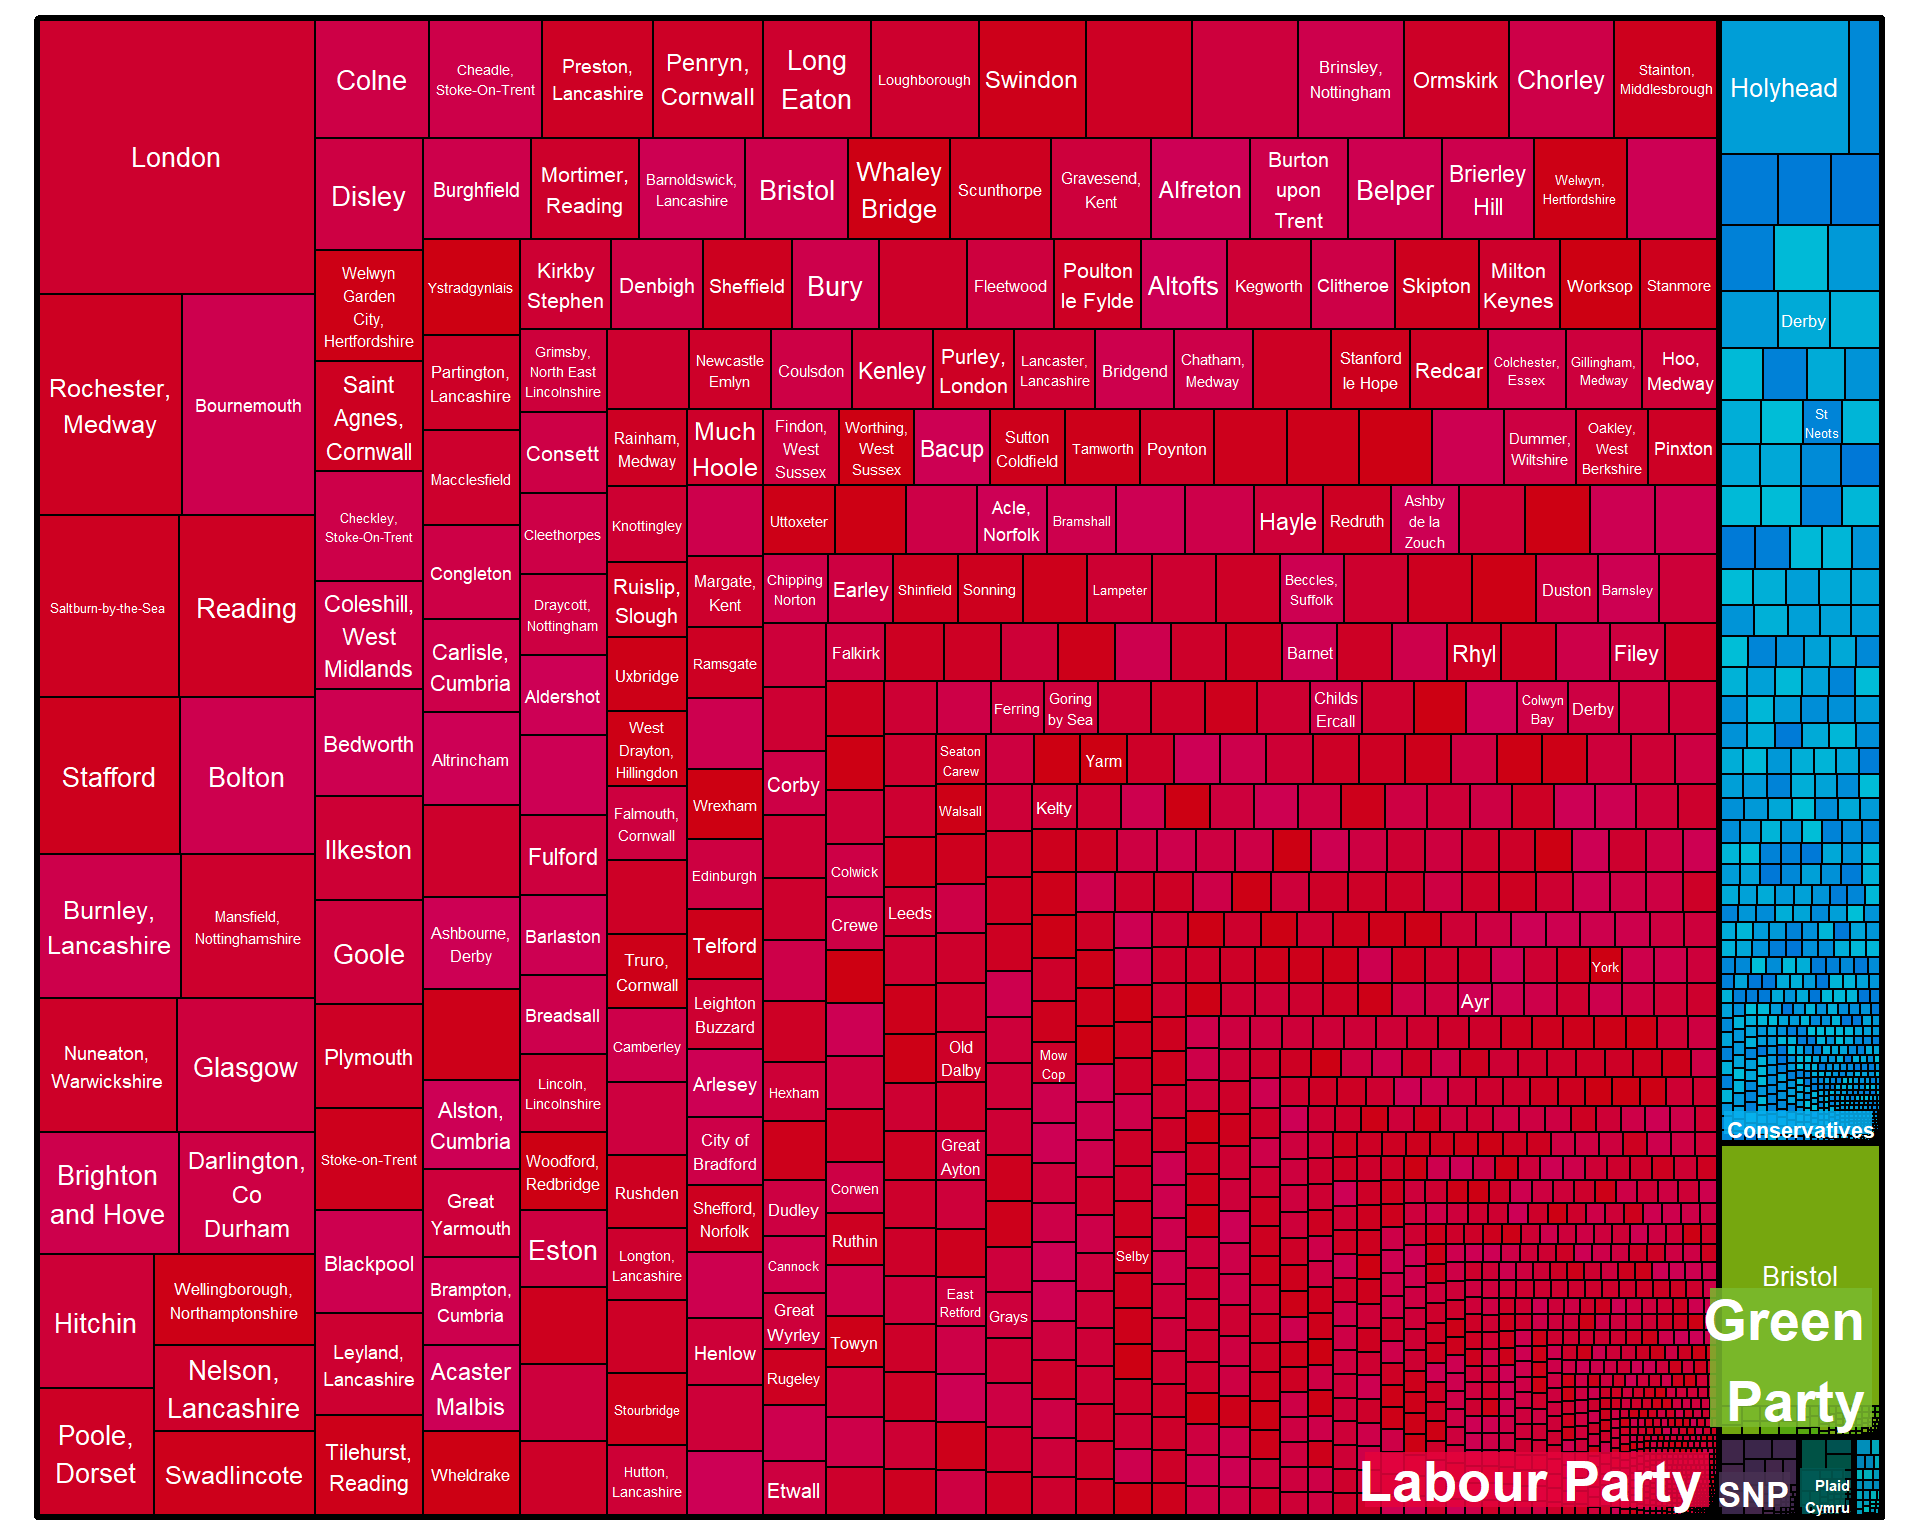 London
Colne
Cheadle,
Stoke-On-Trent
Preston,
Lancashire
Penryn,
Cornwall
Long
Eaton
Loughborough
Swindon
Brinsley,
Nottingham
Ormskirk
Chorley
Stainton,
Middlesbrough
Holyhead
Disley
Burghfield
Mortimer,
Reading
Barnoldswick,
Lancashire
Bristol
Whaley
Bridge
Scunthorpe
Gravesend,
Kent
Alfreton
Burton
upon
Trent
Belper
Brierley
Hill
Welwyn,
Hertfordshire
Welwyn
Garden
City,
Hertfordshire
Ystradgynlais
Kirkby
Stephen
Denbigh
Sheffield
Bury
Fleetwood
Poulton
le Fylde
Altofts
Kegworth
Clitheroe
Skipton
Milton
Keynes
Worksop
Stanmore
Derby
Rochester,
Medway
Bournemouth
Saint
Agnes,
Cornwall
Partington,
Lancashire
Grimsby,
North East
Lincolnshire
Newcastle
Emlyn
Coulsdon
Kenley
Purley,
London
Lancaster,
Lancashire
Bridgend
Chatham,
Medway
Stanford
le Hope
Redcar
Colchester,
Essex
Gillingham,
Medway
Hoo,
Medway
St
Neots
Macclesfield
Consett
Rainham,
Medway
Much
Hoole
Findon,
West
Sussex
Worthing,
West
Sussex
Bacup
Sutton
Coldfield
Tamworth
Poynton
Dummer,
Wiltshire
Oakley,
West
Berkshire
Pinxton
Checkley,
Stoke-On-Trent
Congleton
Cleethorpes
Knottingley
Uttoxeter
Acle,
Norfolk
Bramshall
Hayle
Redruth
Ashby
de la
Zouch
Saltburn-by-the-Sea
Reading
Coleshill,
West
Midlands
Carlisle,
Cumbria
Draycott,
Nottingham
Ruislip,
Slough
Margate,
Kent
Chipping
Norton
Earley
Shinfield
Sonning
Lampeter
Beccles,
Suffolk
Duston
Barnsley
Aldershot
Uxbridge
Ramsgate
Falkirk
Barnet
Rhyl
Filey
Ferring
Goring
by Sea
Childs
Ercall
Colwyn
Bay
Derby
Stafford
Bolton
Bedworth
Altrincham
West
Drayton,
Hillingdon
Wrexham
Corby
Seaton
Carew
Yarm
Walsall
Kelty
Ilkeston
Fulford
Falmouth,
Cornwall
Edinburgh
Colwick
Burnley,
Lancashire
Mansfield,
Nottinghamshire
Goole
Ashbourne,
Derby
Barlaston
Truro,
Cornwall
Telford
Crewe
Leeds
York
Nuneaton,
Warwickshire
Glasgow
Plymouth
Breadsall
Camberley
Leighton
Buzzard
Ayr
Alston,
Cumbria
Lincoln,
Lincolnshire
Arlesey
Hexham
Old
Dalby
Mow
Cop
Conservatives
Brighton
and Hove
Darlington,
Co
Durham
Stoke-on-Trent
Great
Yarmouth
Woodford,
Redbridge
Rushden
City of
Bradford
Shefford,
Norfolk
Dudley
Corwen
Great
Ayton
Blackpool
Brampton,
Cumbria
Eston
Longton,
Lancashire
Cannock
Ruthin
Selby
Hitchin
Wellingborough,
Northamptonshire
Nelson,
Lancashire
Leyland,
Lancashire
Acaster
Malbis
Henlow
Great
Wyrley
Towyn
East
Retford
Grays
Bristol
Green
Party
Poole,
Dorset
Swadlincote
Tilehurst,
Reading
Wheldrake
Stourbridge
Hutton,
Lancashire
Rugeley
Etwall
Labour Party
SNP
Plaid
Cymru